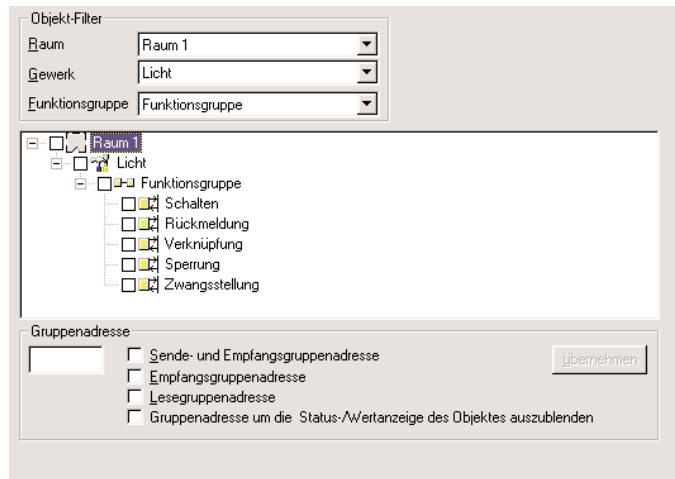 Objekt-Filter
Raum Raum 1
Gewerk Licht
Funktionsgruppe Funktionsgruppe
Raum 1
Licht
Funktionsgruppe
Schalten
Rückmeldung
Verknüpfung
Sperrung
Zwangsstellung
Gruppenadresse
Sende- und Empfangsgruppenadresse übernehmen
Empfangsgruppenadresse
Lesegruppenadresse
Gruppenadresse um die Status-/Wertanzeige des Objektes auszublenden